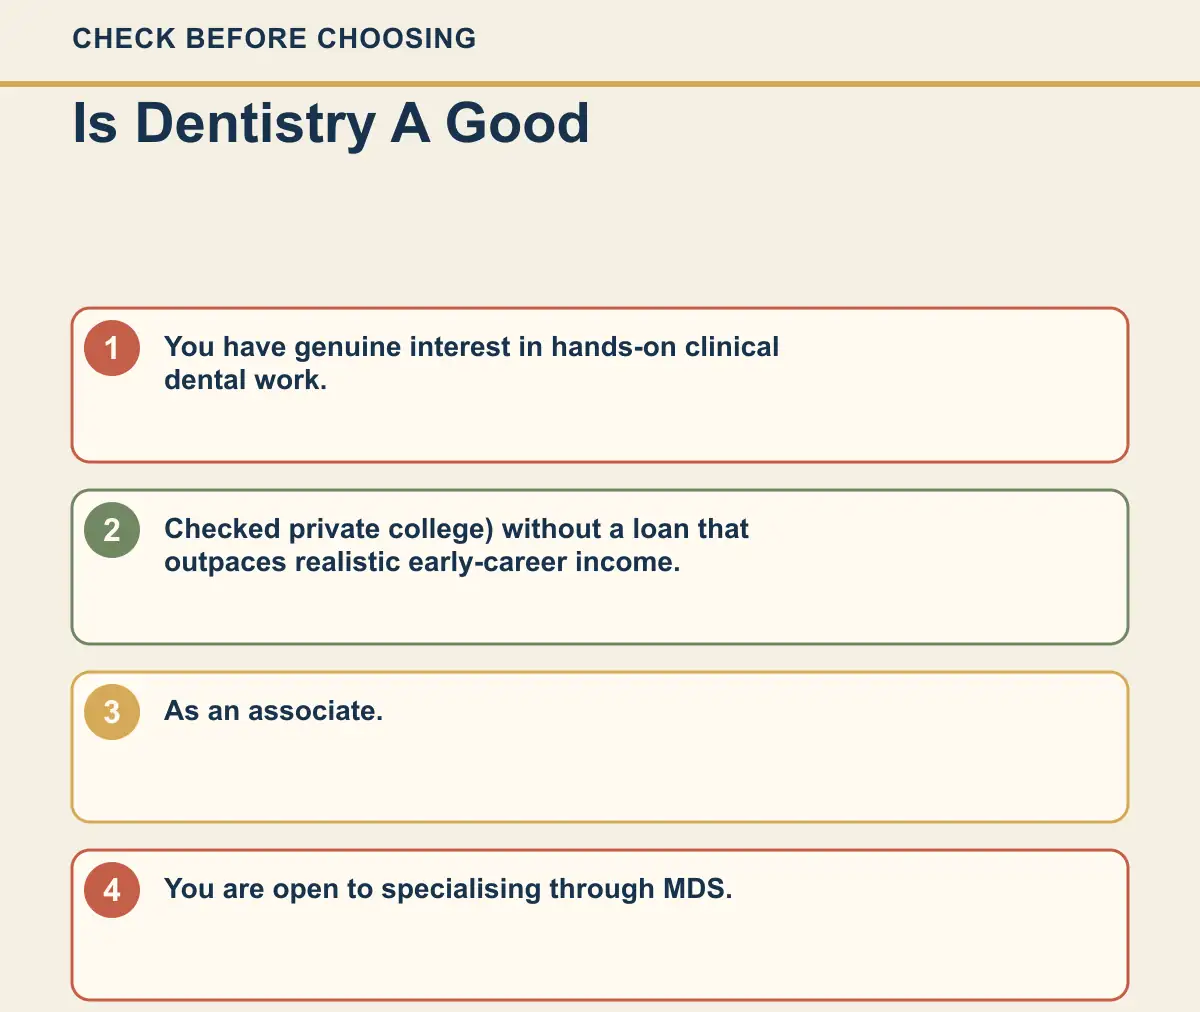 CHECK BEFORE CHOOSING
Is Dentistry A Good
1
You have genuine interest in hands-on clinical
dental work.
2
Checked private college) without a loan that
outpaces realistic early-career income.
3
As an associate.
4
You are open to specialising through MDS.